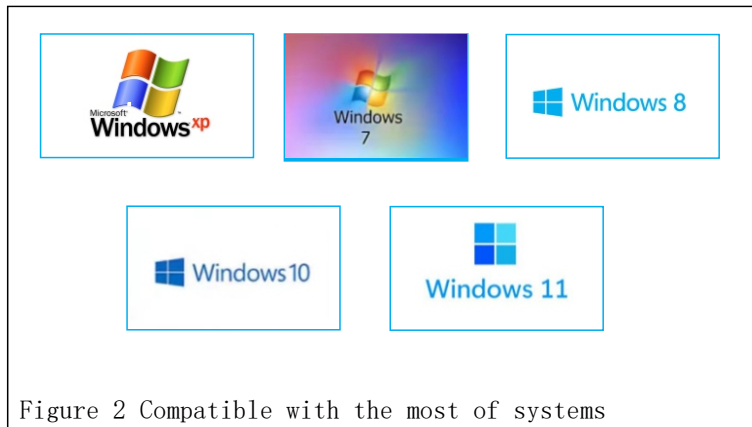 Microsoft
Windows xp
Windows
7
Windows 8
Windows 10
Windows 11
Figure 2 Compatible with the most of systems